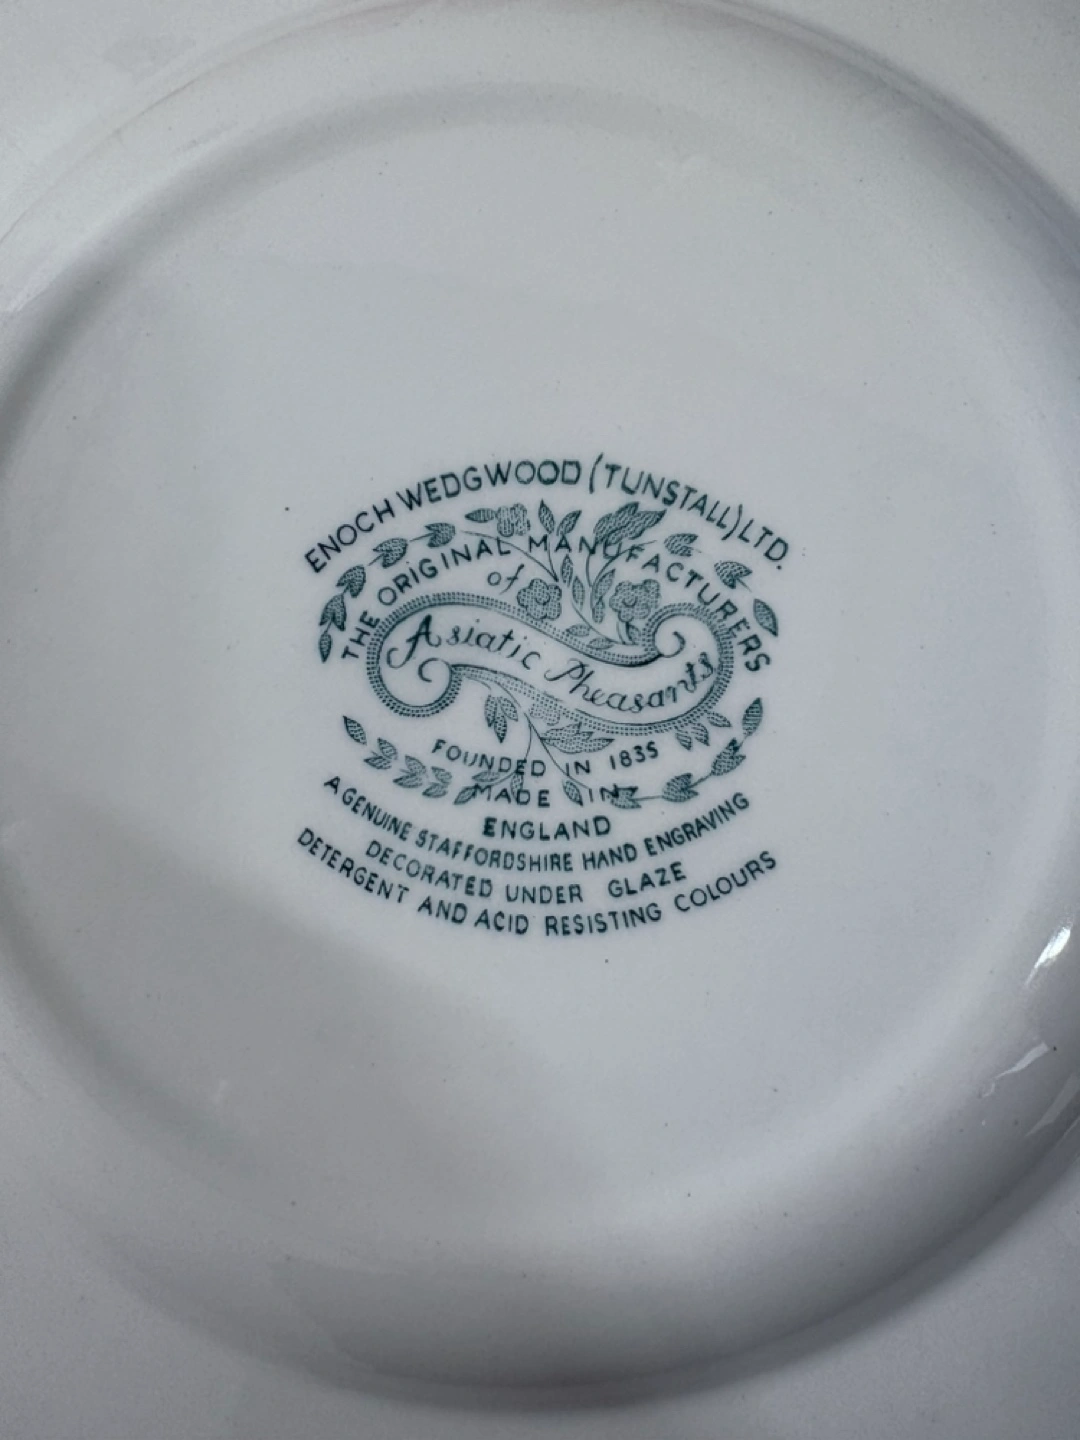 ENOCH WEDGWOOD (TUNSTALL) LTD.
THE ORIGINAL MANUFACTURERS
of
Asiatic Pheasants
FOUNDED IN 1835
MADE IN
ENGLAND
A GENUINE STAFFORDSHIRE HAND ENGRAVING
DECORATED UNDER GLAZE
DETERGENT AND ACID RESISTING COLOURS